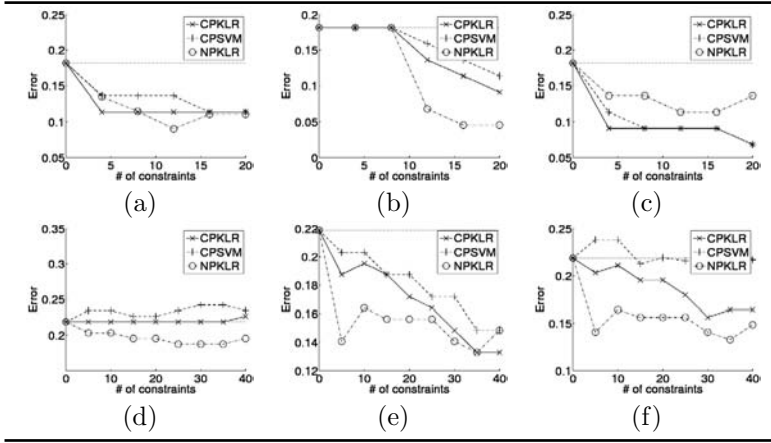 0.25
0.2
0.15
0.1
0.05
Error
CPKLR
CPSVM
NPKLR
0 5 10 15 20
# of constraints
(a)
0.2
0.15
0.1
0.05
0
Error
CPKLR
CPSVM
NPKLR
0 5 10 15 20
# of constraints
(b)
0.25
0.2
0.15
0.1
0.05
Error
CPKLR
CPSVM
NPKLR
0 5 10 15 20
# of constraints
(c)
0.35
0.3
0.25
0.2
Error
CPKLR
CPSVM
NPKLR
0 10 20 30 40
# of constraints
(d)
0.22
0.2
0.18
0.16
0.14
0.12
Error
CPKLR
CPSVM
NPKLR
0 10 20 30 40
# of constraints
(e)
0.25
0.2
0.15
0.1
Error
CPKLR
CPSVM
NPKLR
0 10 20 30 40
# of constraints
(f)